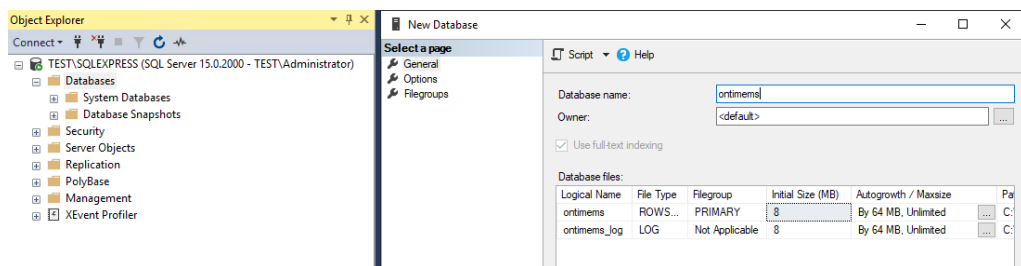 Object Explorer
Connect
TEST\SQLEXPRESS (SQL Server 15.0.2000 - TEST\Administrator)
Databases
System Databases
Database Snapshots
Security
Server Objects
Replication
PolyBase
Management
XEvent Profiler
New Database
Select a page
General
Options
Filegroups
Script Help
Database name: ontimems
Owner: <default> ...
Use full-text indexing
Database files:
Logical Name File Type Filegroup Initial Size (MB) Autogrowth / Maxsize
ontimems ROWS... PRIMARY 8 By 64 MB, Unlimited ... C:
ontimems_log LOG Not Applicable 8 By 64 MB, Unlimited ... C: